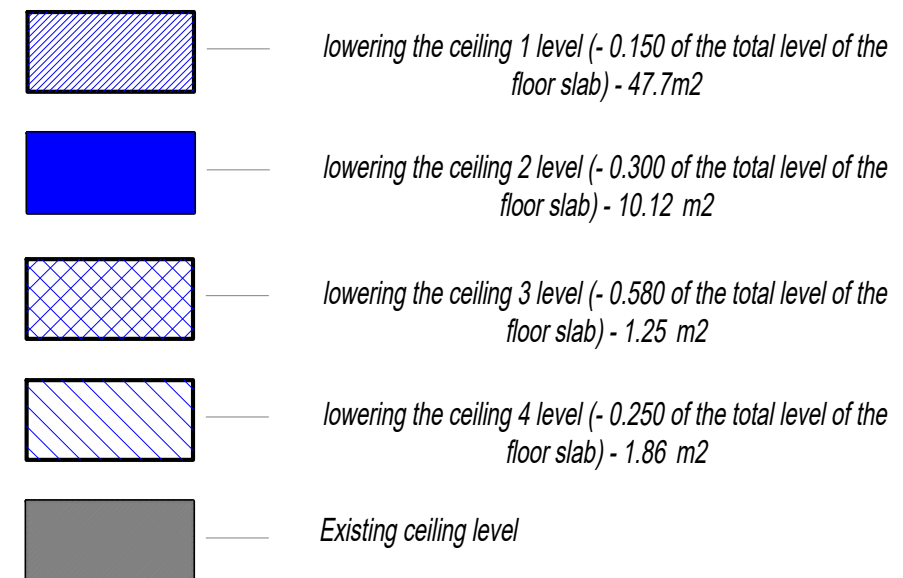 lowering the ceiling 1 level (- 0.150 of the total level of the
floor slab) - 47.7m2
lowering the ceiling 2 level (- 0.300 of the total level of the
floor slab) - 10.12 m2
lowering the ceiling 3 level (- 0.580 of the total level of the
floor slab) - 1.25 m2
lowering the ceiling 4 level (- 0.250 of the total level of the
floor slab) - 1.86 m2
Existing ceiling level